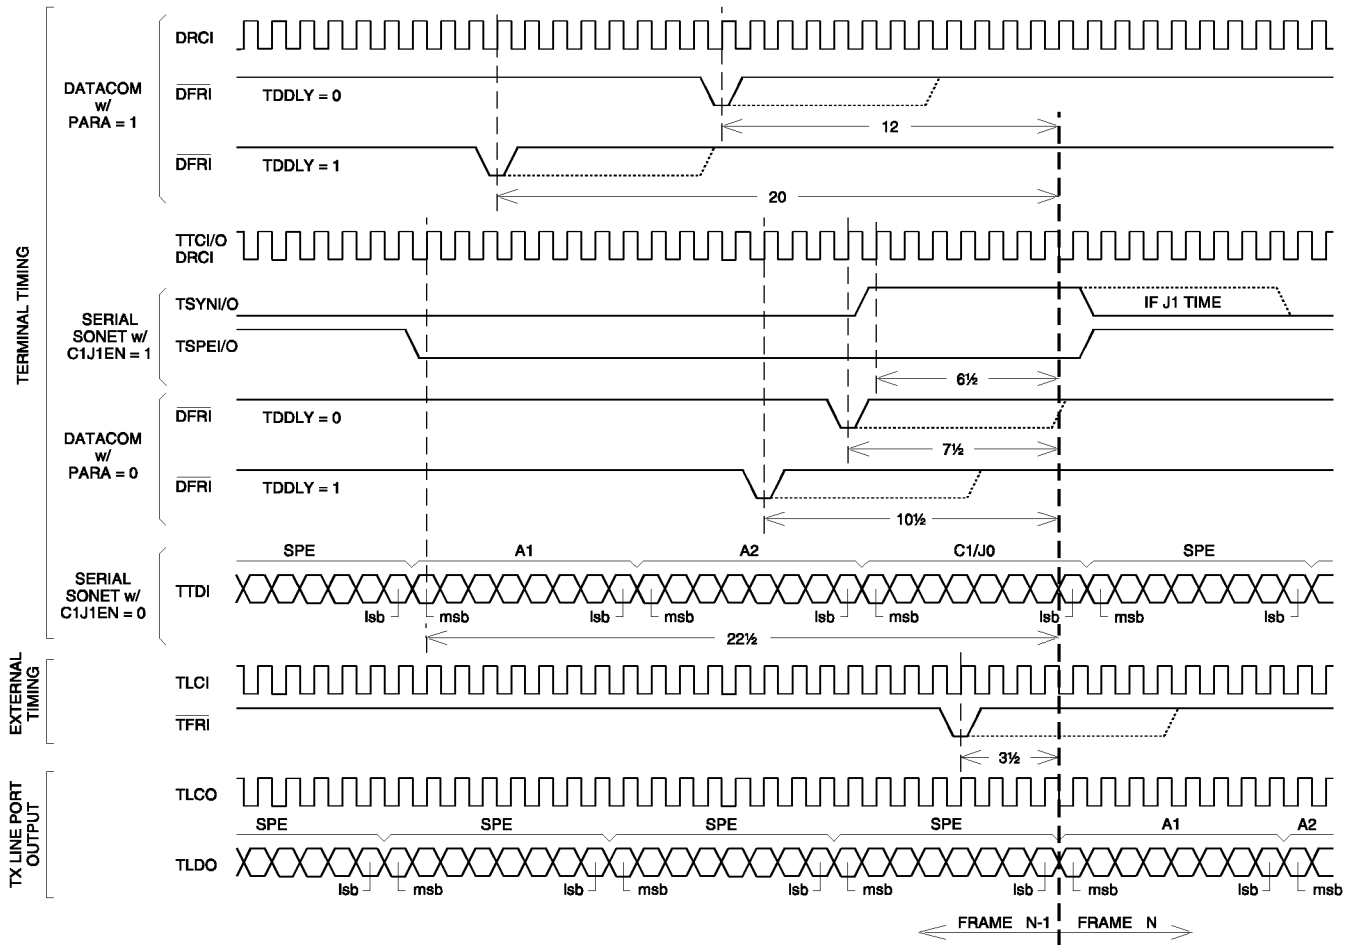 TERMINAL TIMING
DATACOM
w/
PARA = 1
DRCI
DFRI TDDLY = 0
12
DFRI TDDLY = 1
20
TTCI/O
DRCI
SERIAL
SONET w/
C1J1EN = 1
TSYNI/O
IF J1 TIME
TSPEI/O
6½
DATACOM
w/
PARA = 0
DFRI TDDLY = 0
7½
DFRI TDDLY = 1
10½
SERIAL
SONET w/
C1J1EN = 0
SPE A1 A2 C1/J0 SPE
TTDI
lsb msb lsb msb lsb msb lsb msb lsb
22½
EXTERNAL
TIMING
TLCI
TFRI
3½
TX LINE PORT
OUTPUT
TLCO
SPE SPE SPE SPE A1 A2
TLDO
lsb msb lsb msb lsb msb lsb msb lsb msb
FRAME N-1 FRAME N